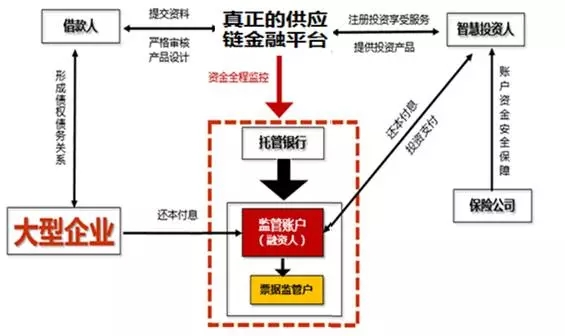 借款人
提交资料
严格审核
产品设计
真正的供应
链金融平台
注册投资享受服务
提供投资产品
智慧投资人
资金全程监控
形成债权债务关系
托管银行
还本付息
投资支付
账户资金安全保障
保险公司
大型企业
还本付息
监管账户
（融资人）
票据监管户